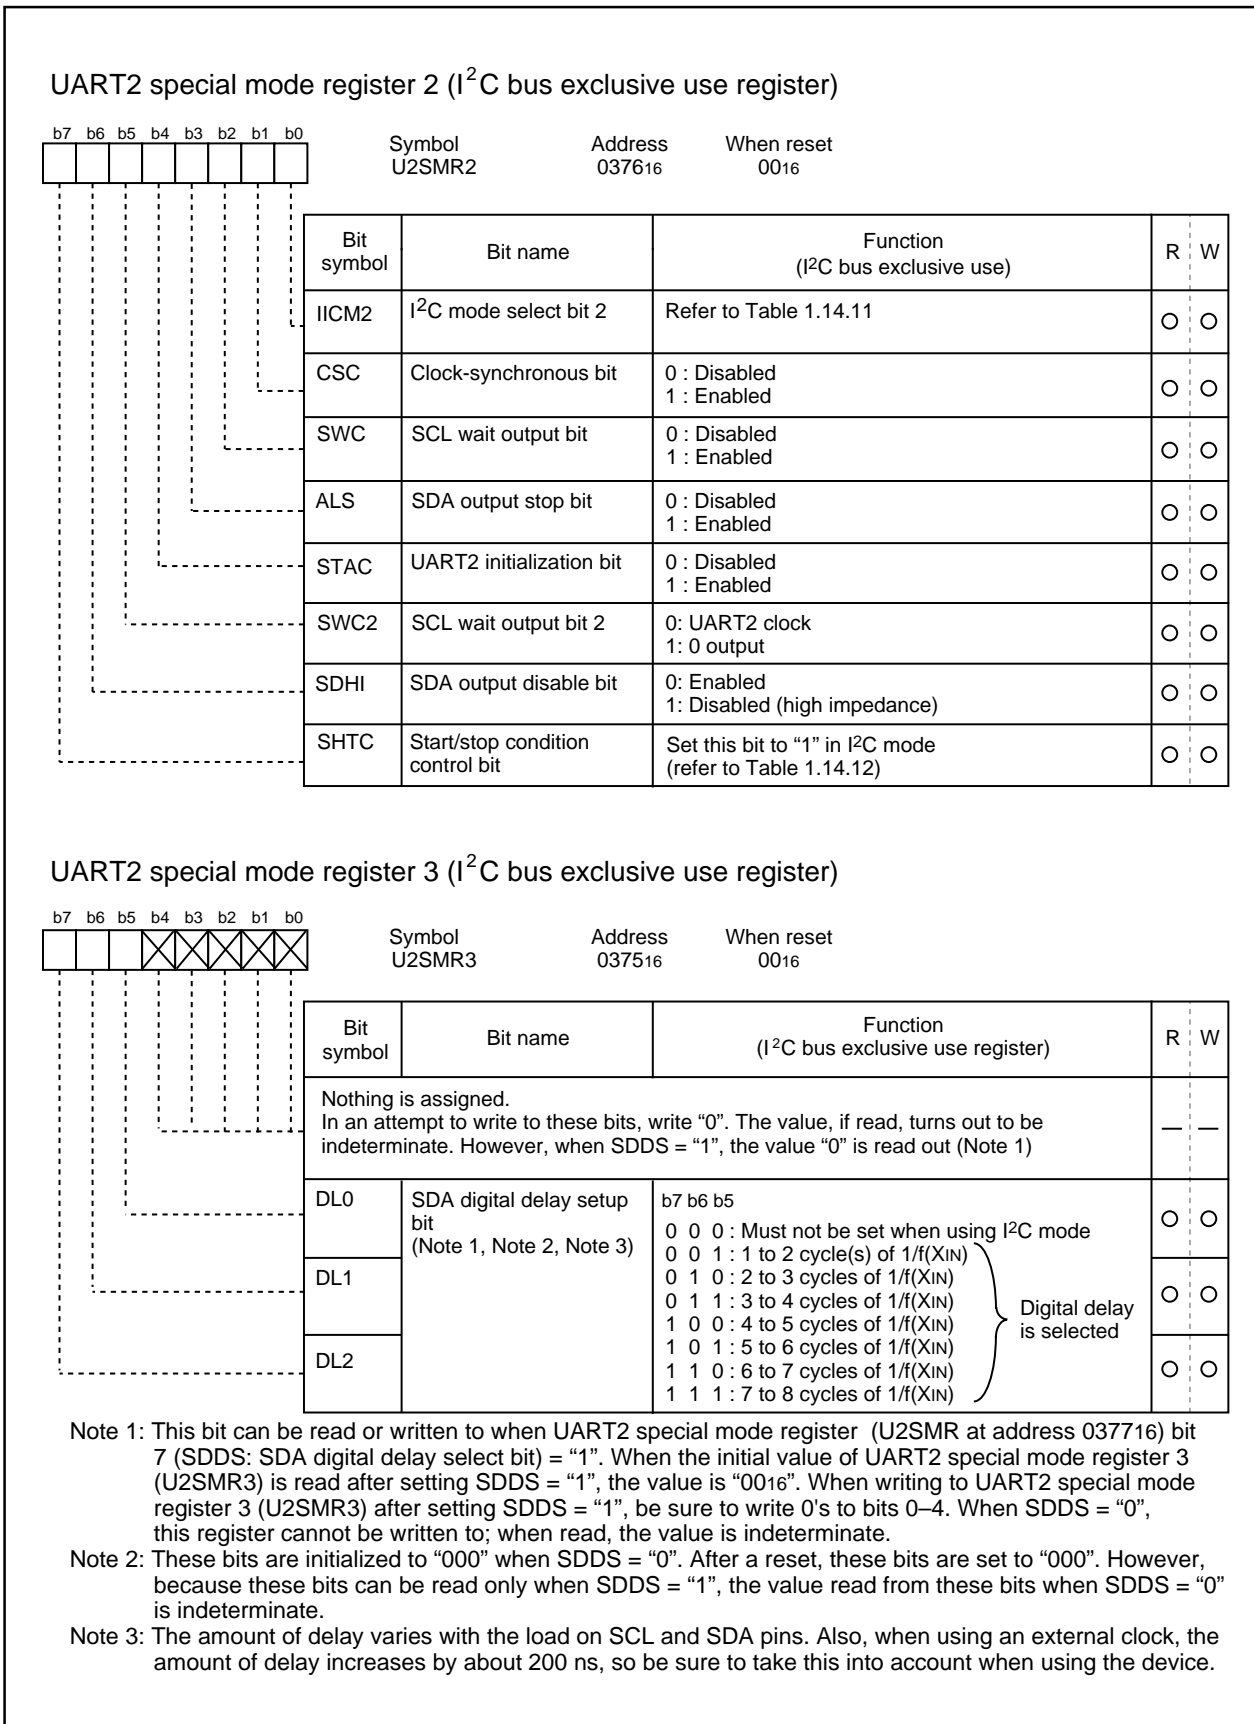 UART2 special mode register 2 (I2C bus exclusive use register)
b7 b6 b5 b4 b3 b2 b1 b0
Symbol Address When reset
U2SMR2 037616 0016
Bit symbol Bit name Function (I2C bus exclusive use) R W
IICM2 I2C mode select bit 2 Refer to Table 1.14.11
CSC Clock-synchronous bit 0 : Disabled
1 : Enabled
SWC SCL wait output bit 0 : Disabled
1 : Enabled
ALS SDA output stop bit 0 : Disabled
1 : Enabled
STAC UART2 initialization bit 0 : Disabled
1 : Enabled
SWC2 SCL wait output bit 2 0: UART2 clock
1: 0 output
SDHI SDA output disable bit 0: Enabled
1: Disabled (high impedance)
SHTC Start/stop condition Set this bit to “1” in I2C mode
control bit (refer to Table 1.14.12)
UART2 special mode register 3 (I2C bus exclusive use register)
b7 b6 b5 b4 b3 b2 b1 b0
Symbol Address When reset
U2SMR3 037516 0016
Bit symbol Bit name Function (I2C bus exclusive use register) R W
Nothing is assigned.
In an attempt to write to these bits, write “0”. The value, if read, turns out to be
indeterminate. However, when SDDS = “1”, the value “0” is read out (Note 1)
DL0 SDA digital delay setup b7 b6 b5
bit 0 0 0 : Must not be set when using I2C mode
(Note 1, Note 2, Note 3) 0 0 1 : 1 to 2 cycle(s) of 1/f(XIN)
DL1 0 1 0 : 2 to 3 cycles of 1/f(XIN)
0 1 1 : 3 to 4 cycles of 1/f(XIN) Digital delay
1 0 0 : 4 to 5 cycles of 1/f(XIN) is selected
1 0 1 : 5 to 6 cycles of 1/f(XIN)
DL2 1 1 0 : 6 to 7 cycles of 1/f(XIN)
1 1 1 : 7 to 8 cycles of 1/f(XIN)
Note 1: This bit can be read or written to when UART2 special mode register (U2SMR at address 037716) bit
7 (SDDS: SDA digital delay select bit) = “1”. When the initial value of UART2 special mode register 3
(U2SMR3) is read after setting SDDS = “1”, the value is “0016”. When writing to UART2 special mode
register 3 (U2SMR3) after setting SDDS = “1”, be sure to write 0's to bits 0–4. When SDDS = “0”,
this register cannot be written to; when read, the value is indeterminate.
Note 2: These bits are initialized to “000” when SDDS = “0”. After a reset, these bits are set to “000”. However,
because these bits can be read only when SDDS = “1”, the value read from these bits when SDDS = “0”
is indeterminate.
Note 3: The amount of delay varies with the load on SCL and SDA pins. Also, when using an external clock, the
amount of delay increases by about 200 ns, so be sure to take this into account when using the device.